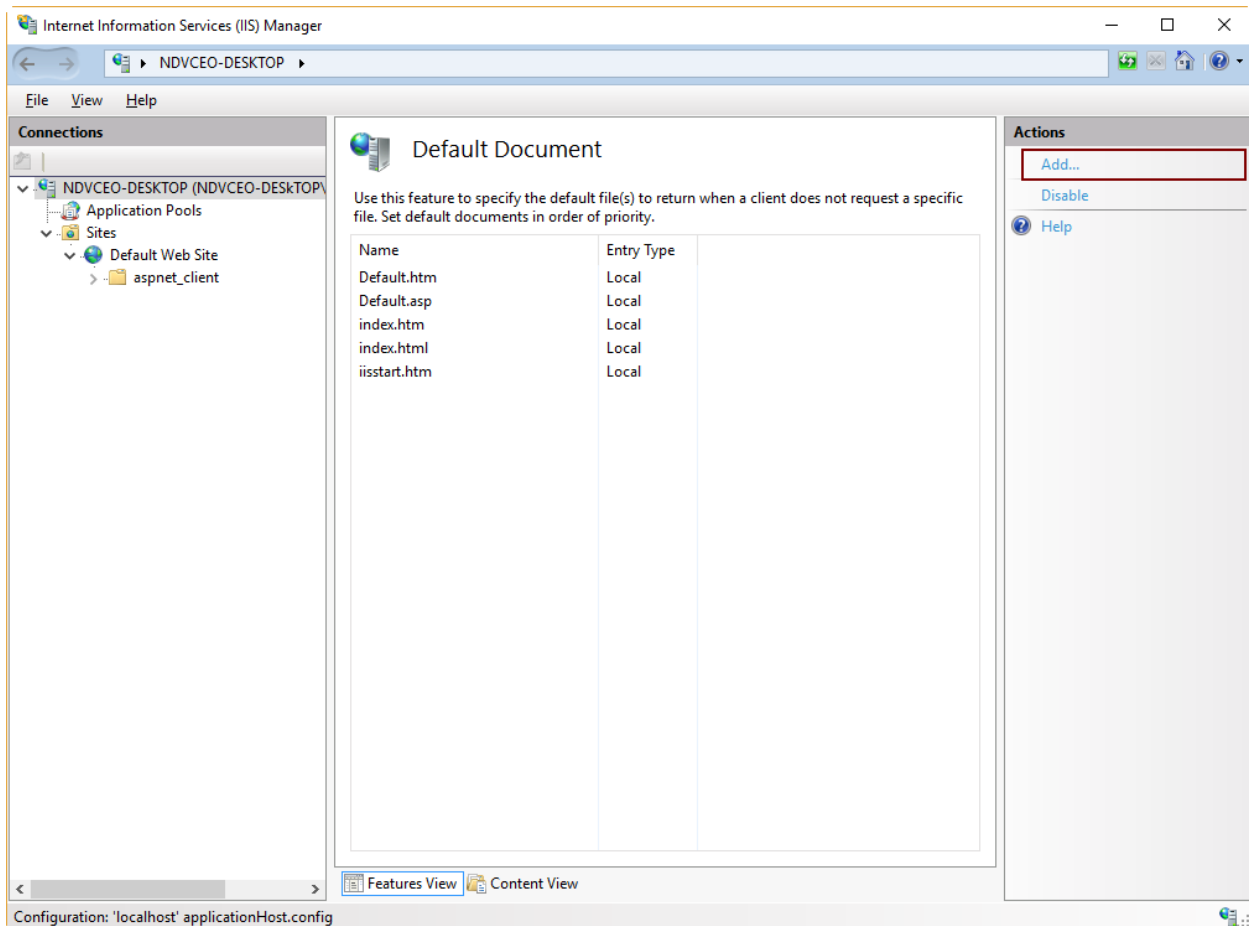 Internet Information Services (IIS) Manager
NDVCEO-DESKTOP
File View Help
Connections
NDVCEO-DESKTOP (NDVCEO-DESkTOP\
Application Pools
Sites
Default Web Site
aspnet_client
Default Document
Use this feature to specify the default file(s) to return when a client does not request a specific
file. Set default documents in order of priority.
Name Entry Type
Default.htm Local
Default.asp Local
index.htm Local
index.html Local
iisstart.htm Local
Features View Content View
Actions
Add...
Disable
Help
Configuration: 'localhost' applicationHost.config